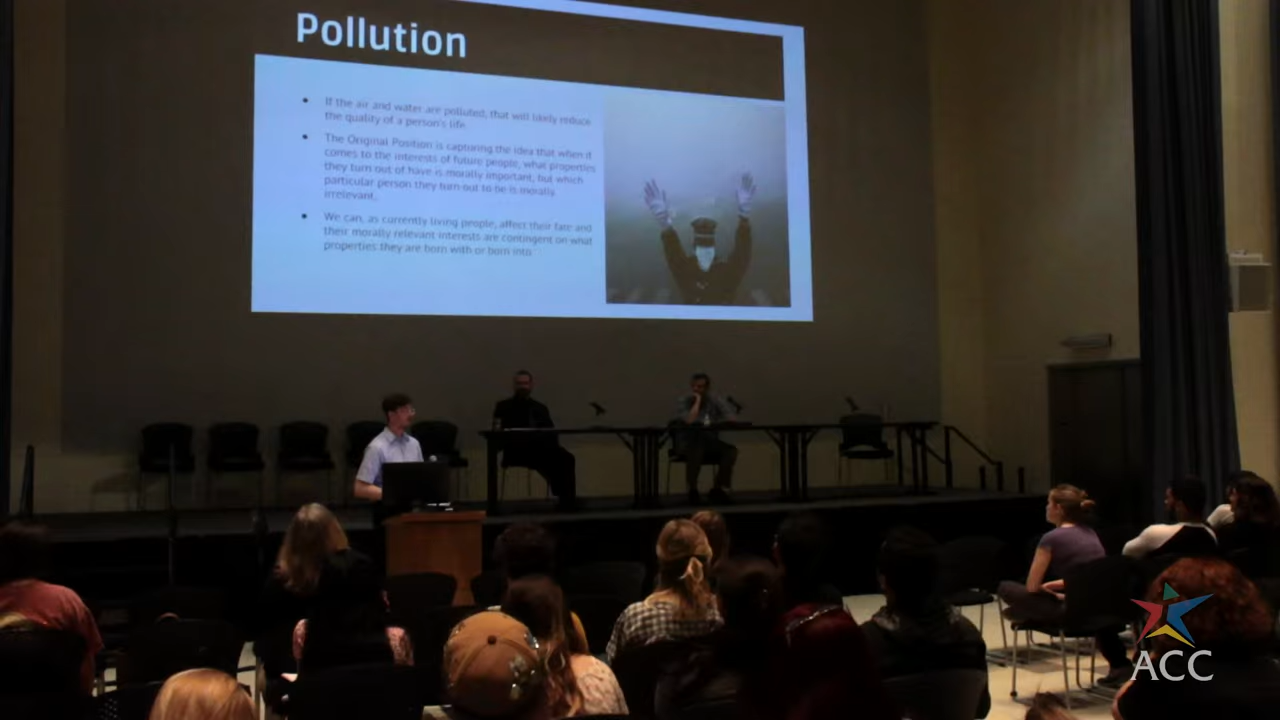 Pollution
If the air and water are polluted, that will likely reduce
the quality of a person's life.
The Original Position is capturing the idea that when it
comes to the interests of future people, what properties
they turn out of have is morally important, but which
particular person they turn out to be is morally
irrelevant.
We can, as currently living people, affect their fate and
their morally relevant interests are contingent on what
properties they are born with or born into
ACC